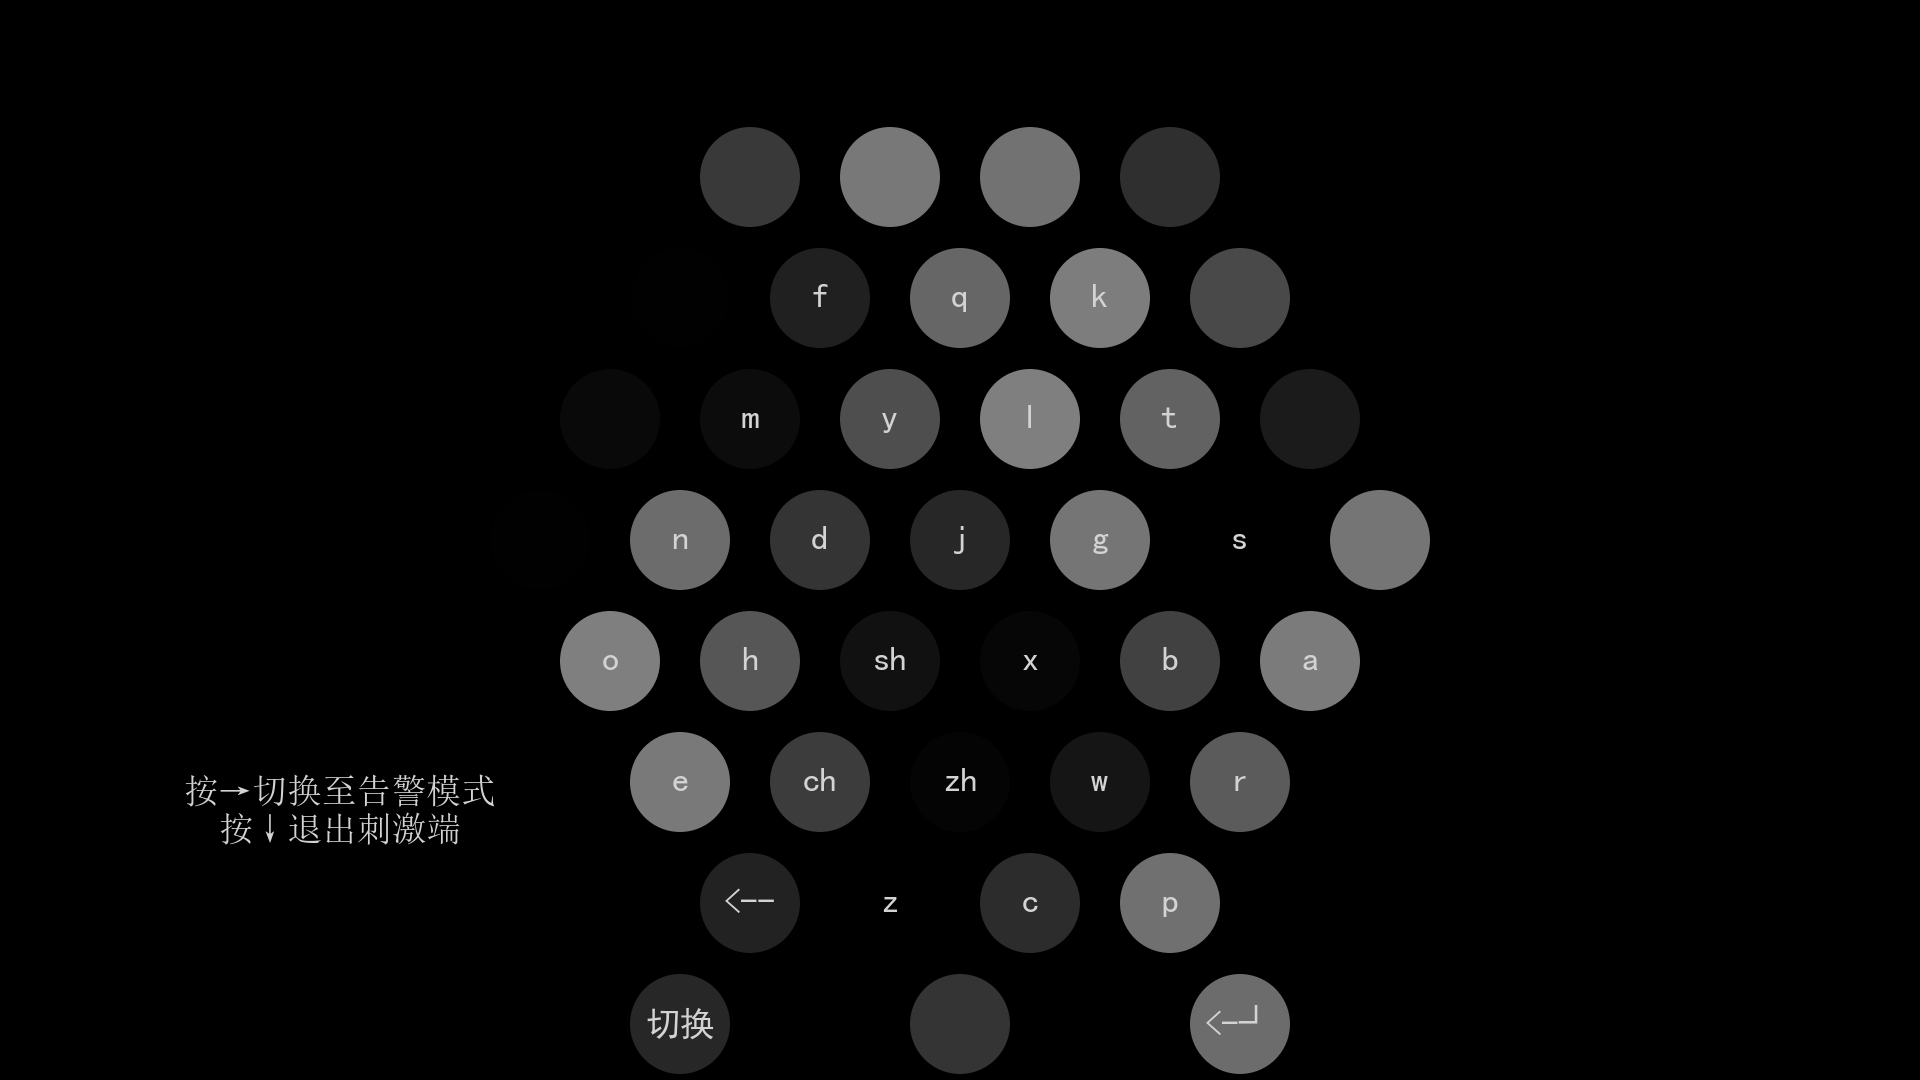 f q k
m y l t
n d j g s
o h sh x b a
e ch zh w r
按→切换至告警模式
按↓退出刺激端
<-- z c p
切换 <-┘